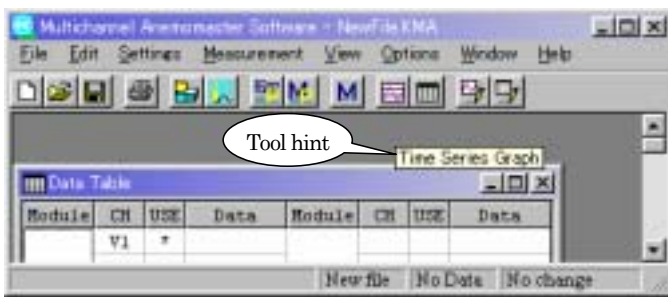 Multichannel Anemomaster Software - NewFile.KMA
File Edit Settings Measurement View Options Window Help
Tool hint
Time Series Graph
Data Table
Module CH USE Data Module CH USE Data
V1 *
New file No Data No change